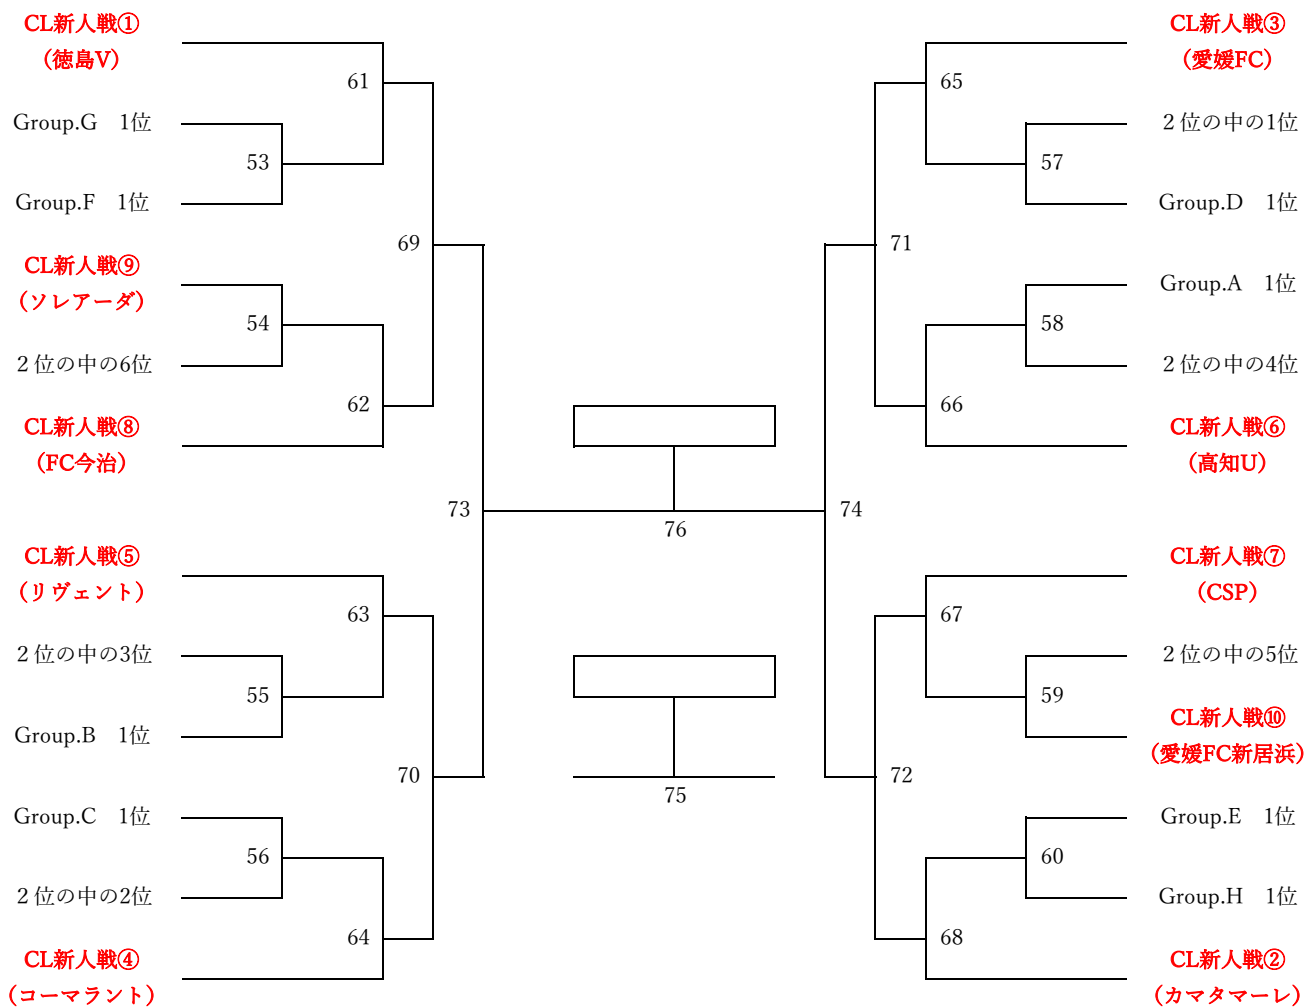 CL新人戦①
（徳島V）
61
Group.G　1位
53
Group.F　1位
69
CL新人戦⑨
（ソレアーダ）
54
２位の中の6位
62
CL新人戦⑧
（FC今治）
73
CL新人戦⑤
（リヴェント）
63
２位の中の3位
55
Group.B　1位
70
Group.C　1位
56
２位の中の2位
64
CL新人戦④
（コーマラント）
76
75
CL新人戦③
（愛媛FC）
65
２位の中の1位
57
Group.D　1位
71
Group.A　1位
58
２位の中の4位
66
CL新人戦⑥
（高知U）
74
CL新人戦⑦
（CSP）
67
２位の中の5位
59
CL新人戦⑩
（愛媛FC新居浜）
72
Group.E　1位
60
Group.H　1位
68
CL新人戦②
（カマタマーレ）